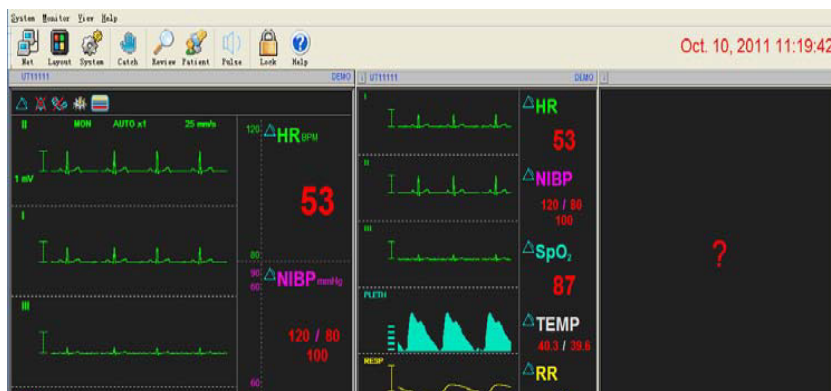 System Monitor View Help
Net Layout System Catch Review Patient Pulse Lock Help
Oct. 10, 2011 11:19:42
UT11111 DEMO
II MON AUTO x1 25 mm/s
1 mV
I
III
120
HR BPM
53
80
90
60
NIBP mmHg
120 / 80
100
60
UT11111 DEMO
I
II
III
PLETH
RESP
HR
53
NIBP
120 / 80
100
SpO₂
87
TEMP
40.3 / 39.6
RR
?